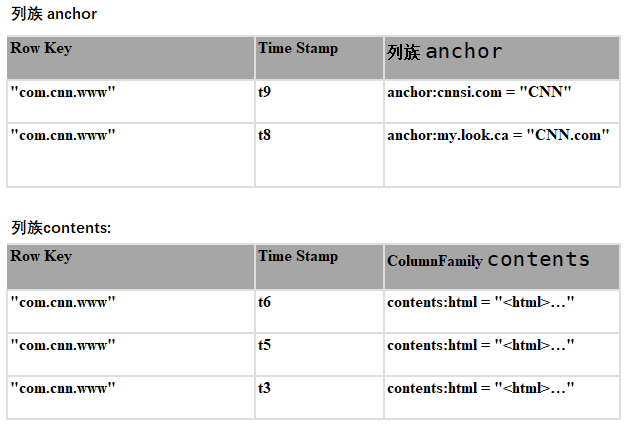 列族 anchor
Row Key Time Stamp 列族 anchor
"com.cnn.www" t9 anchor:cnnsi.com = "CNN"
"com.cnn.www" t8 anchor:my.look.ca = "CNN.com"
列族contents:
Row Key Time Stamp ColumnFamily contents
"com.cnn.www" t6 contents:html = "<html>…"
"com.cnn.www" t5 contents:html = "<html>…"
"com.cnn.www" t3 contents:html = "<html>…"